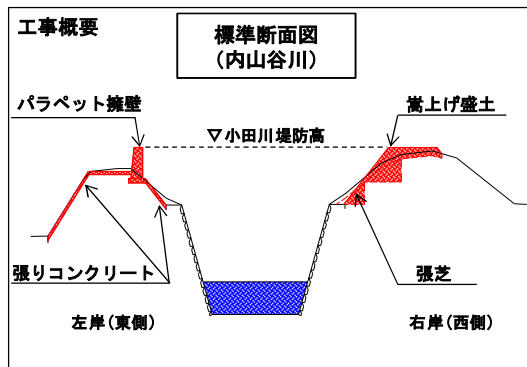 工事概要
標準断面図
(内山谷川)
パラペット擁壁
嵩上げ盛土
▽小田川堤防高
張りコンクリート
張芝
左岸(東側)
右岸(西側)